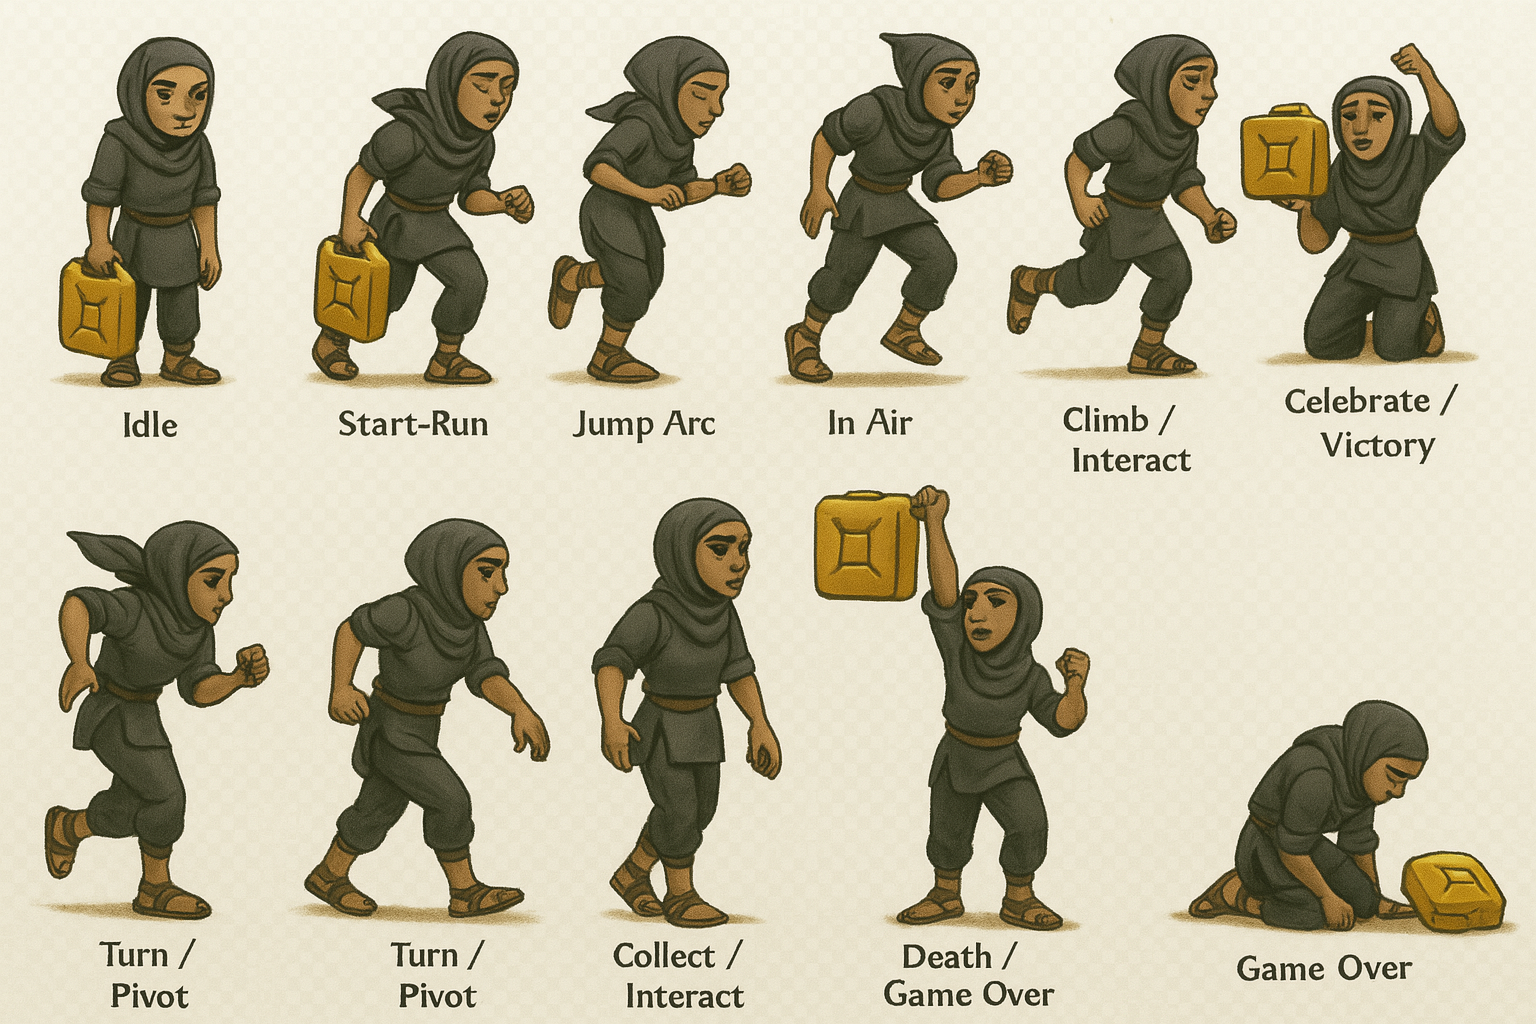 Idle
Start-Run
Jump Arc
In Air
Climb /
Interact
Celebrate /
Victory
Turn /
Pivot
Turn /
Pivot
Collect /
Interact
Death /
Game Over
Game Over